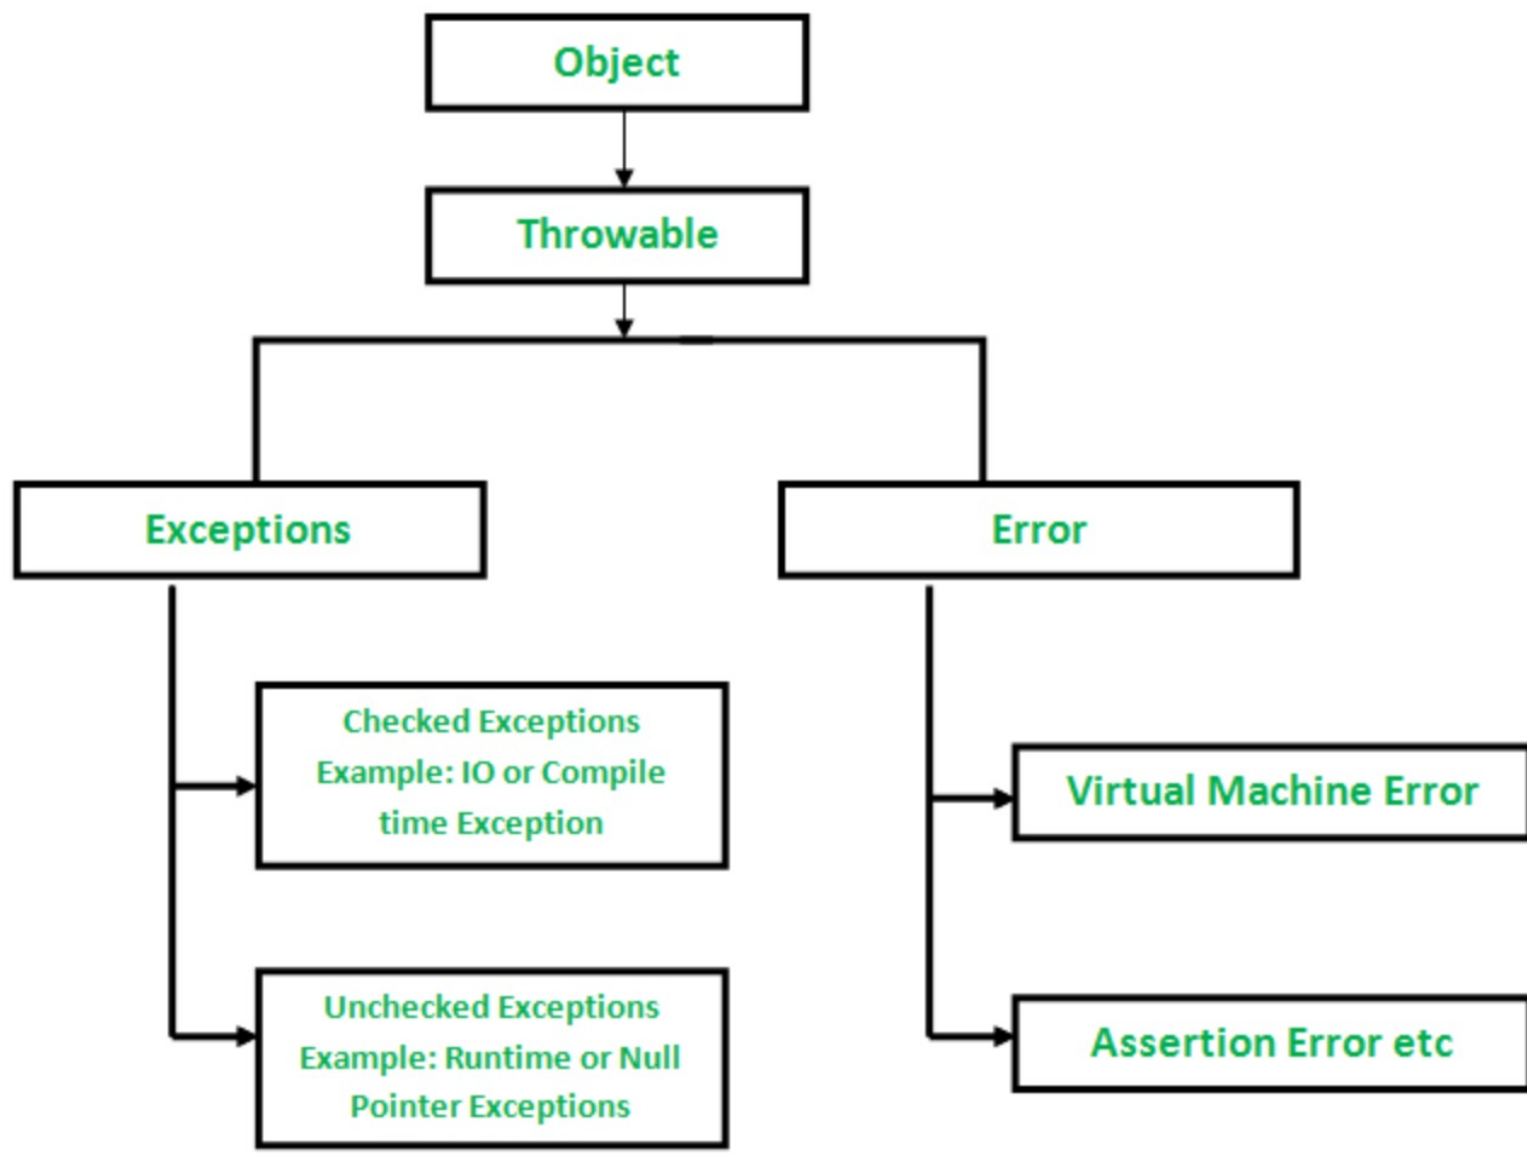 Object
Throwable
Exceptions
Error
Checked Exceptions
Example: IO or Compile
time Exception
Virtual Machine Error
Unchecked Exceptions
Example: Runtime or Null
Pointer Exceptions
Assertion Error etc